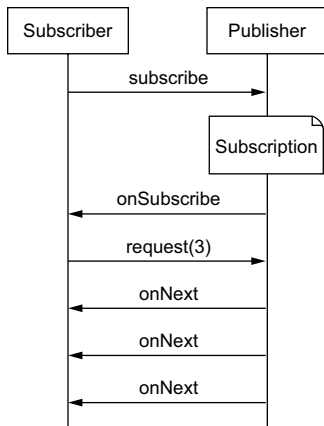 Subscriber
Publisher
subscribe
Subscription
onSubscribe
request(3)
onNext
onNext
onNext